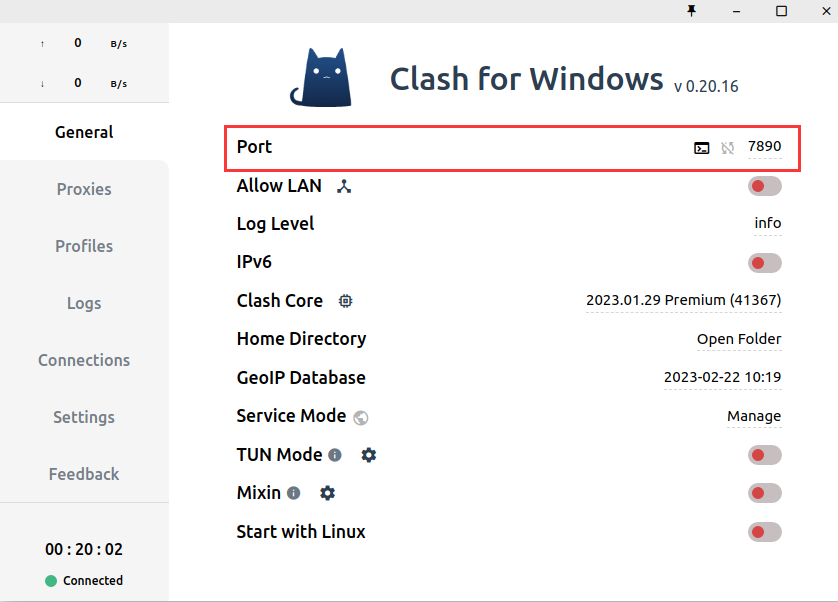 ↑ 0 B/s
↓ 0 B/s
General
Proxies
Profiles
Logs
Connections
Settings
Feedback
00 : 20 : 02
Connected
Clash for Windows v 0.20.16
Port 7890
Allow LAN
Log Level info
IPv6
Clash Core 2023.01.29 Premium (41367)
Home Directory Open Folder
GeoIP Database 2023-02-22 10:19
Service Mode Manage
TUN Mode
Mixin
Start with Linux